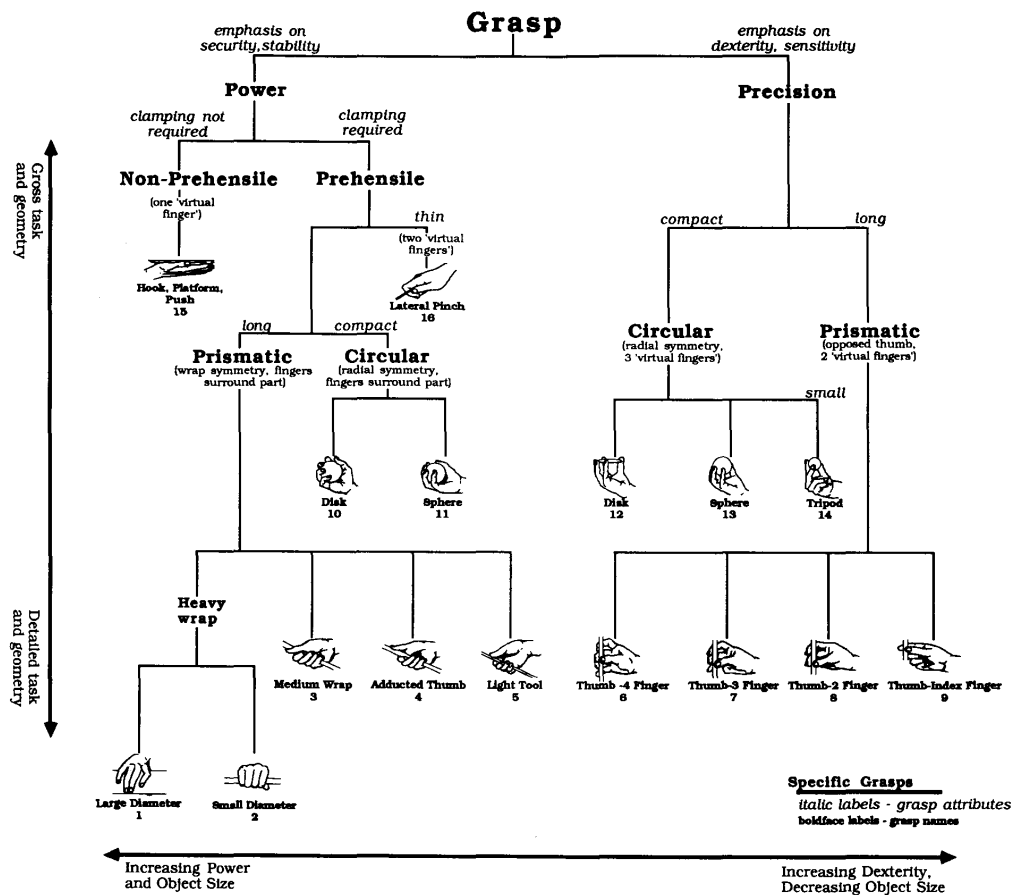 Grasp
emphasis on
security,stability
emphasis on
dexterity, sensitivity
Power
Precision
clamping not
required
clamping
required
Gross task
and geometry
Non-Prehensile
(one 'virtual
finger')
Prehensile
thin
(two 'virtual
fingers')
compact
long
Hook, Platform,
Push
15
Lateral Pinch
16
long
compact
Prismatic
(wrap symmetry, fingers
surround part)
Circular
(radial symmetry,
fingers surround part)
Circular
(radial symmetry,
3 'virtual fingers')
Prismatic
(opposed thumb,
2 'virtual fingers')
small
Disk
10
Sphere
11
Disk
12
Sphere
13
Tripod
14
Detailed task
and geometry
Heavy
wrap
Medium Wrap
3
Adducted Thumb
4
Light Tool
5
Thumb -4 Finger
6
Thumb-3 Finger
7
Thumb-2 Finger
8
Thumb-Index Finger
9
Large Diameter
1
Small Diameter
2
Specific Grasps
italic labels - grasp attributes
boldface labels - grasp names
Increasing Power
and Object Size
Increasing Dexterity,
Decreasing Object Size